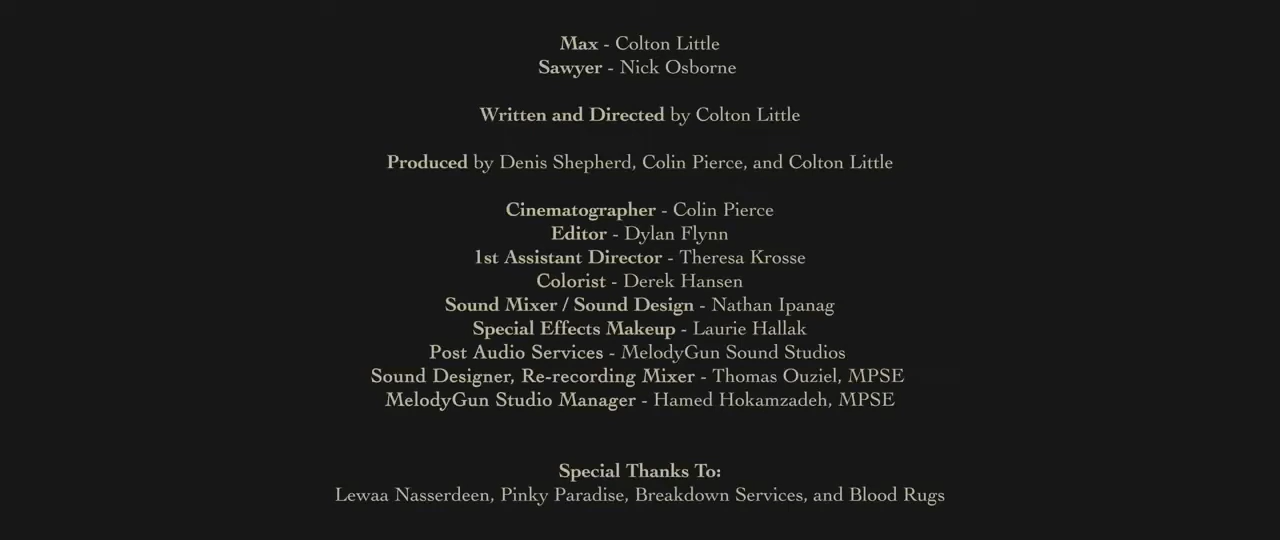 Max - Colton Little
Sawyer - Nick Osborne
Written and Directed by Colton Little
Produced by Denis Shepherd, Colin Pierce, and Colton Little
Cinematographer - Colin Pierce
Editor - Dylan Flynn
1st Assistant Director - Theresa Krosse
Colorist - Derek Hansen
Sound Mixer / Sound Design - Nathan Ipanag
Special Effects Makeup - Laurie Hallak
Post Audio Services - MelodyGun Sound Studios
Sound Designer, Re-recording Mixer - Thomas Ouziel, MPSE
MelodyGun Studio Manager - Hamed Hokamzadeh, MPSE
Special Thanks To:
Lewaa Nasserdeen, Pinky Paradise, Breakdown Services, and Blood Rugs